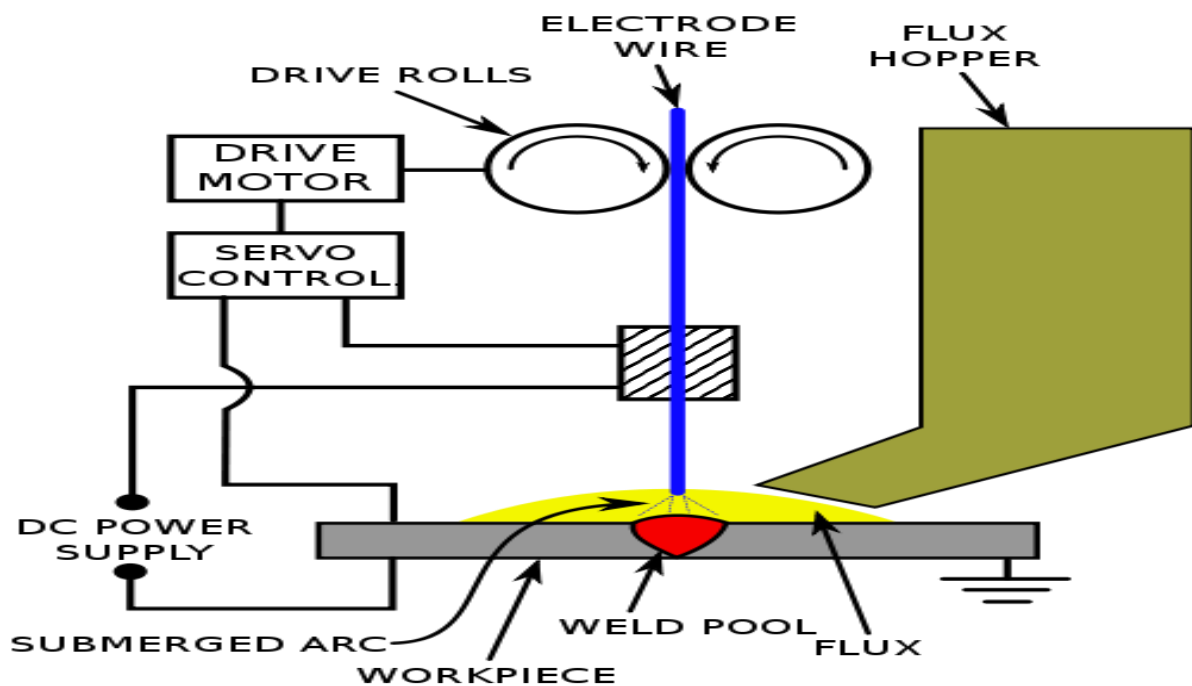 ELECTRODE
WIRE
FLUX
HOPPER
DRIVE ROLLS
DRIVE
MOTOR
SERVO
CONTROL.
DC POWER
SUPPLY
SUBMERGED ARC
WORKPIECE
WELD POOL
FLUX